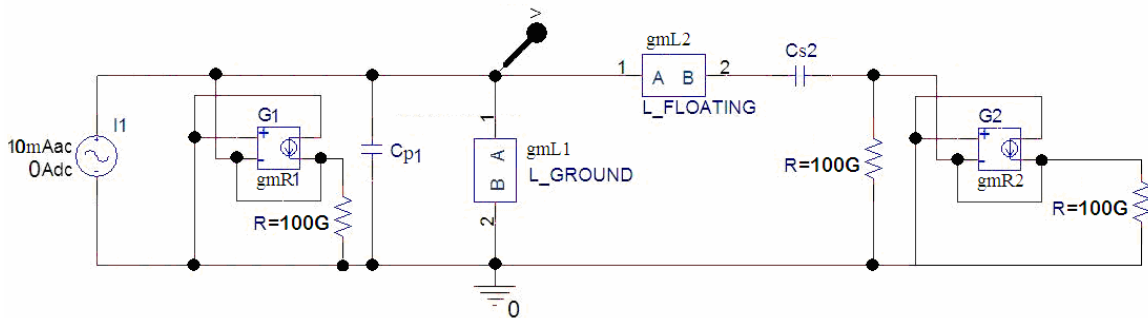 >
gmL2
Cs2
1
A B
2
L_FLOATING
I1
G1
G2
10mAac
0Adc
+
-
+
-
+
-
gmR1
Cp1
1
A
B
2
gmL1
L_GROUND
R=100G
R=100G
gmR2
R=100G
0